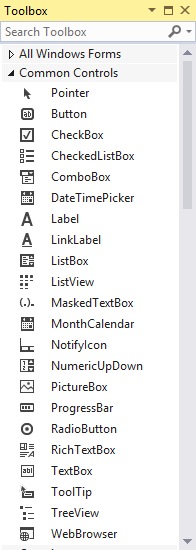 Toolbox
Search Toolbox
All Windows Forms
Common Controls
Pointer
Button
CheckBox
CheckedListBox
ComboBox
DateTimePicker
Label
LinkLabel
ListBox
ListView
MaskedTextBox
MonthCalendar
NotifyIcon
NumericUpDown
PictureBox
ProgressBar
RadioButton
RichTextBox
TextBox
ToolTip
TreeView
WebBrowser